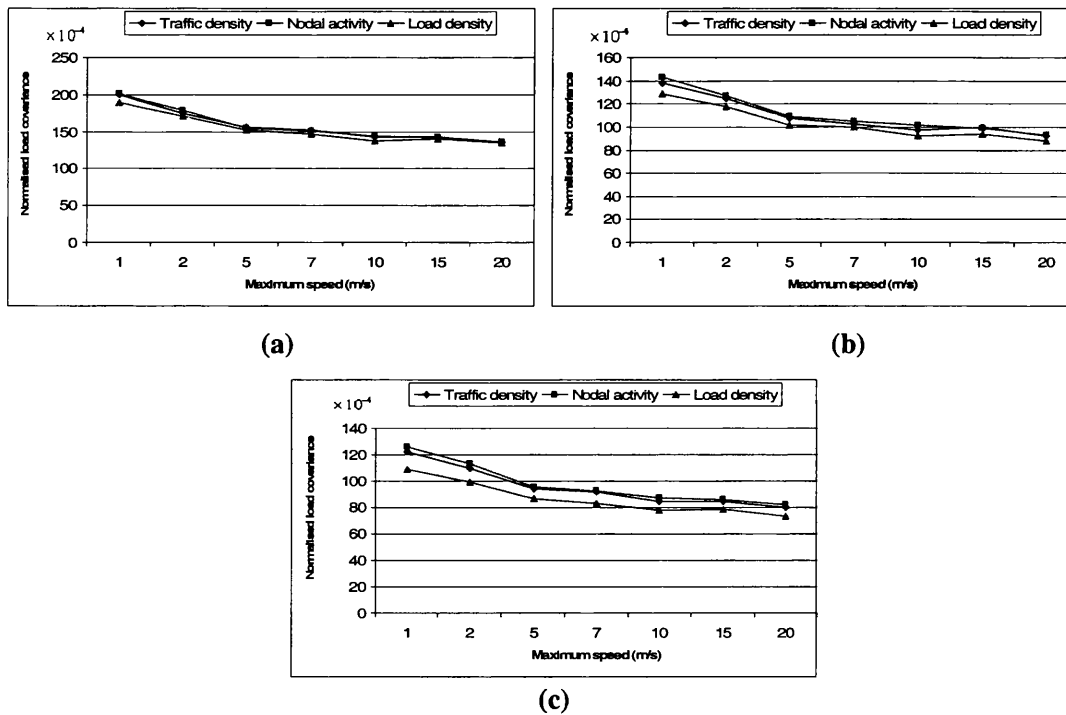 Traffic density Nodal activity Load density
× 10⁻⁴
Normalised load covariance
250
200
150
100
50
0
1 2 5 7 10 15 20
Maximum speed (m/s)
(a)
Traffic density Nodal activity Load density
× 10⁻⁴
Normalised load covariance
160
140
120
100
80
60
40
20
0
1 2 5 7 10 15 20
Maximum speed (m/s)
(b)
Traffic density Nodal activity Load density
× 10⁻⁴
Normalised load covariance
140
120
100
80
60
40
20
0
1 2 5 7 10 15 20
Maximum speed (m/s)
(c)